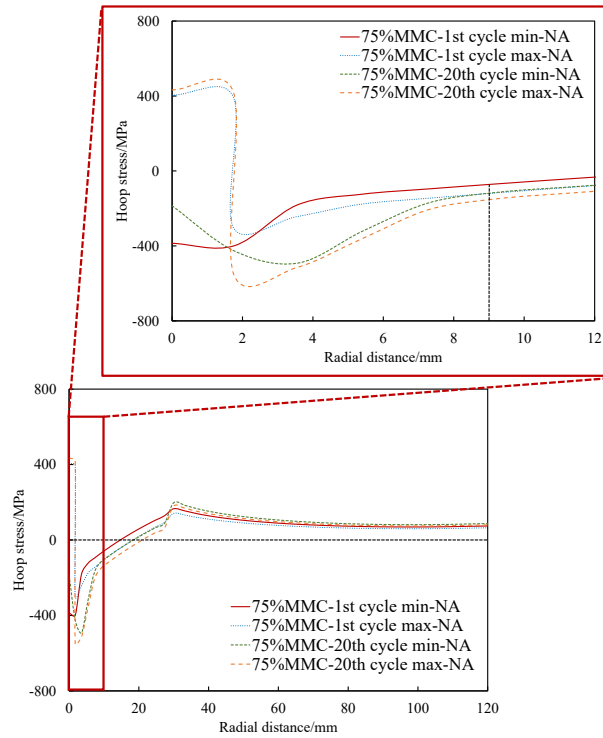 800
400
0
-400
-800
Hoop stress/MPa
75%MMC-1st cycle min-NA
75%MMC-1st cycle max-NA
75%MMC-20th cycle min-NA
75%MMC-20th cycle max-NA
0 2 4 6 8 10 12
Radial distance/mm
800
400
0
-400
-800
Hoop stress/MPa
75%MMC-1st cycle min-NA
75%MMC-1st cycle max-NA
75%MMC-20th cycle min-NA
75%MMC-20th cycle max-NA
0 20 40 60 80 100 120
Radial distance/mm